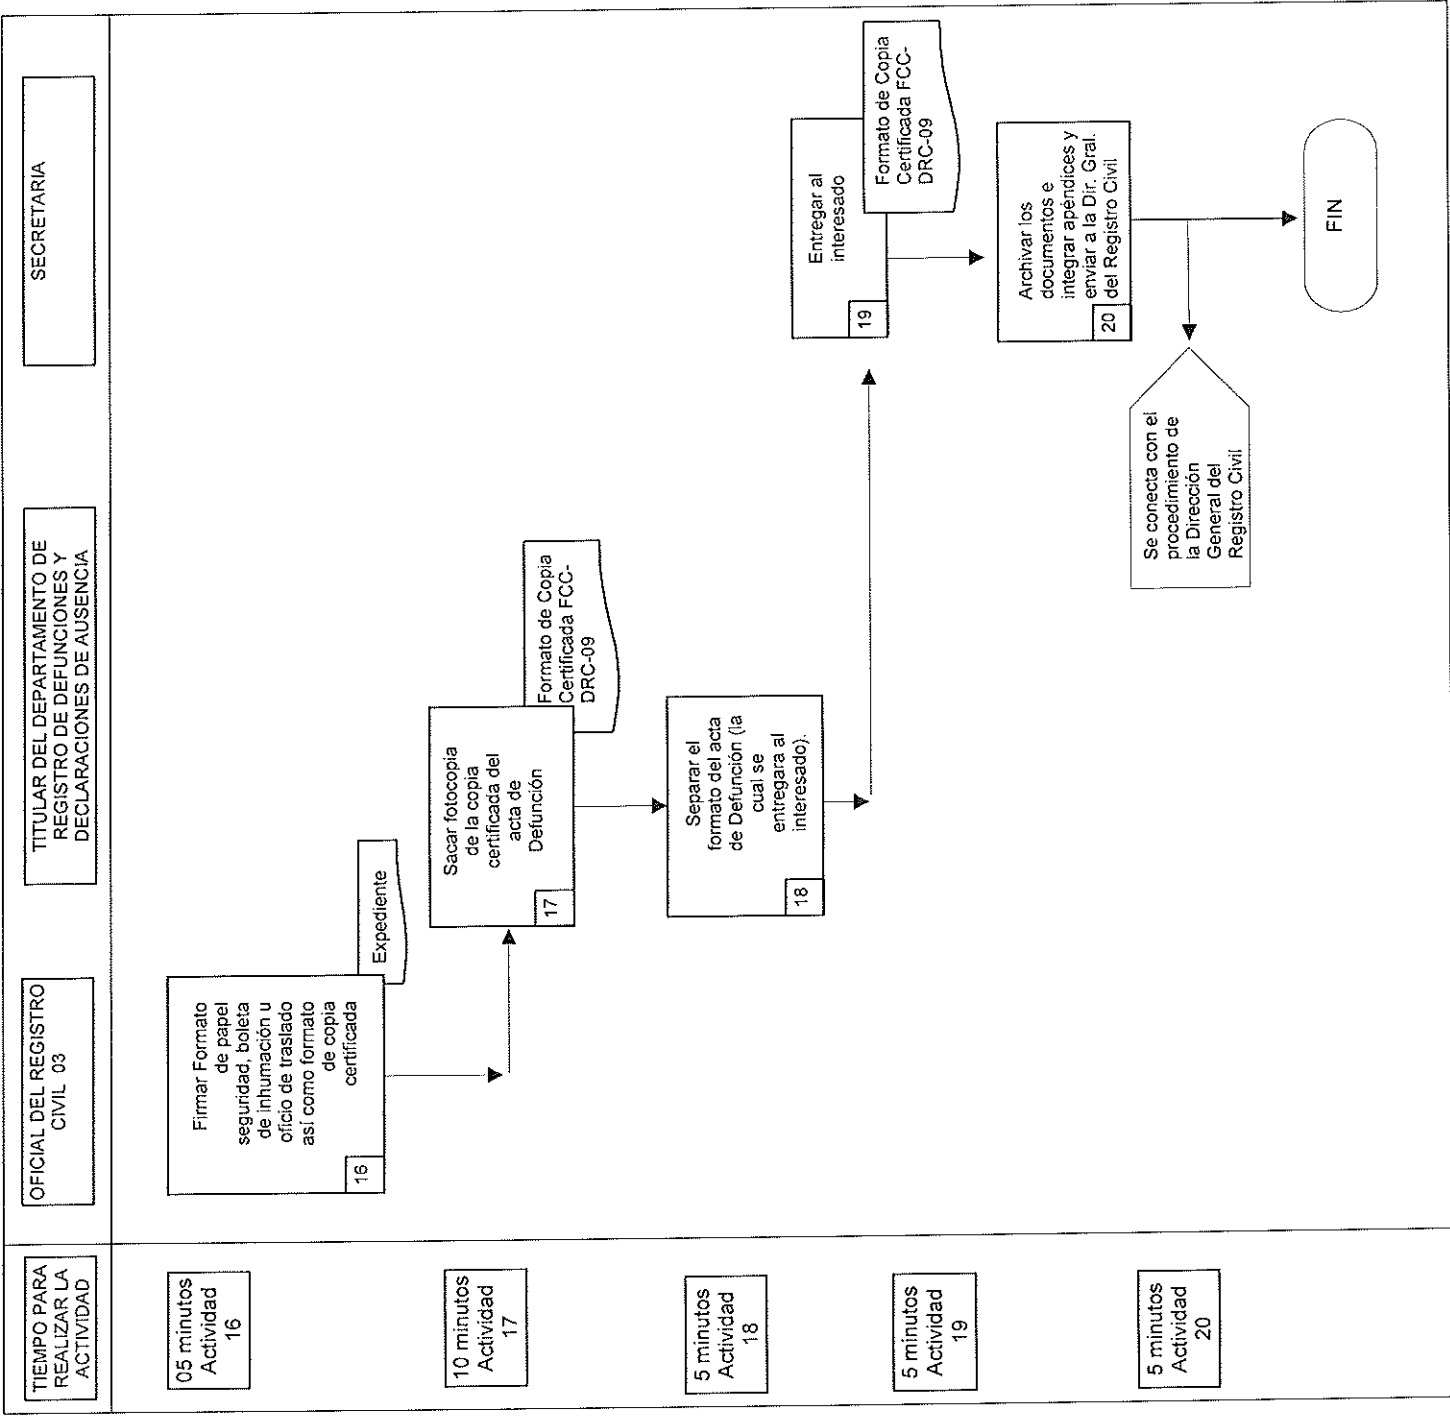 TIEMPO PARA
REALIZAR LA
ACTIVIDAD
OFICIAL DEL REGISTRO
CIVIL 03
TITULAR DEL DEPARTAMENTO DE
REGISTRO DE DEFUNCIONES Y
DECLARACIONES DE AUSENCIA
SECRETARIA
05 minutos
Actividad
16
Firmar Formato
de papel
seguridad, boleta
de inhumación u
oficio de traslado
así como formato
de copia
certificada
16
Expediente
10 minutos
Actividad
17
Sacar fotocopia
de la copia
certificada del
acta de
Defunción
17
Formato de Copia
Certificada FCC-
DRC-09
5 minutos
Actividad
18
Separar el
formato del acta
de Defunción (la
cual se
entregara al
interesado).
18
5 minutos
Actividad
19
Entregar al
interesado
19
Formato de Copia
Certificada FCC-
DRC-09
5 minutos
Actividad
20
Archivar los
documentos e
integrar apéndices y
enviar a la Dir. Gral.
del Registro Civil
20
Se conecta con el
procedimiento de
la Dirección
General del
Registro Civil
FIN